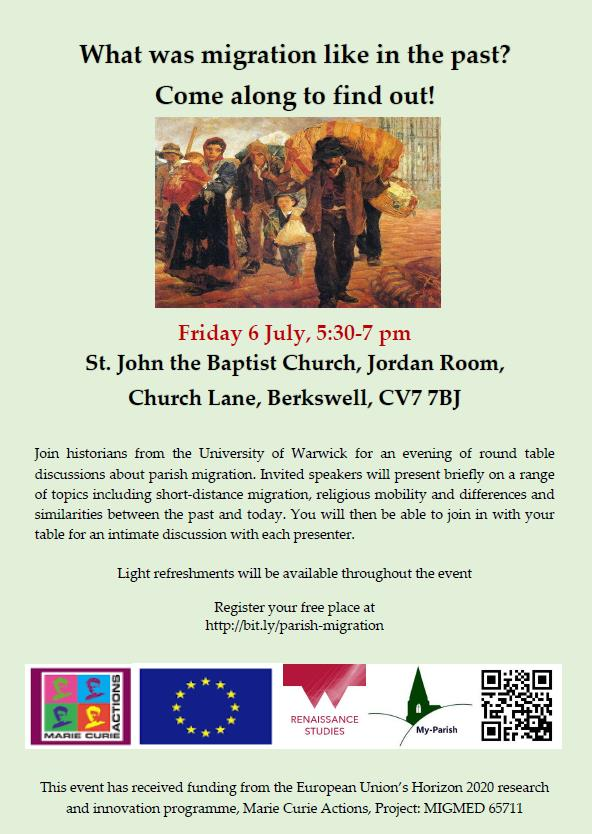 What was migration like in the past?
Come along to find out!
Friday 6 July, 5:30-7 pm
St. John the Baptist Church, Jordan Room,
Church Lane, Berkswell, CV7 7BJ
Join historians from the University of Warwick for an evening of round table
discussions about parish migration. Invited speakers will present briefly on a range
of topics including short-distance migration, religious mobility and differences and
similarities between the past and today. You will then be able to join in with your
table for an intimate discussion with each presenter.
Light refreshments will be available throughout the event
Register your free place at
http://bit.ly/parish-migration
MARIE CURIE
ACTIONS
RENAISSANCE
STUDIES
My-Parish
This event has received funding from the European Union's Horizon 2020 research
and innovation programme, Marie Curie Actions, Project: MIGMED 65711